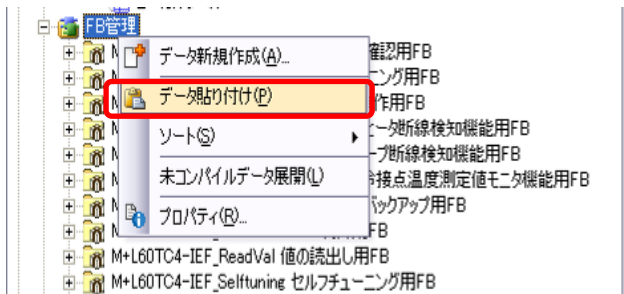 FB管理
データ新規作成(A)...
確認用FB
ニング用FB
データ貼り付け(P)
作用FB
ソート(S)
ヒータ断線検知機能用FB
ープ断線検知機能用FB
未コンパイルデータ展開(L)
冷接点温度測定値モニタ機能用FB
バックアップ用FB
プロパティ(R)...
FB
M+L60TC4-IEF_ReadVal 値の読出し用FB
M+L60TC4-IEF_Selftuning セルフチューニング用FB